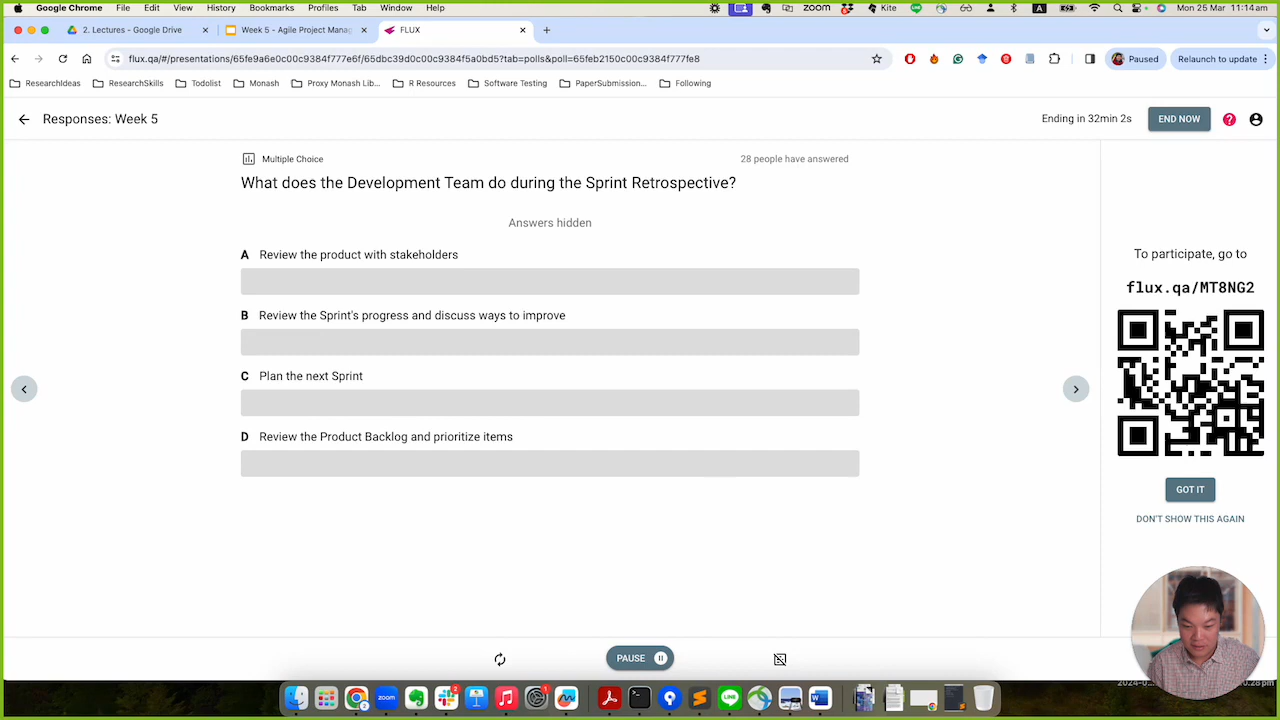 Google Chrome File Edit View History Bookmarks Profiles Tab Window Help zoom Kite A Mon 25 Mar 11:14 am
2. Lectures - Google Drive Week 5 - Agile Project Manag FLUX
flux.qa/#/presentations/65fe9a6e0c00c9384f777e6f/65dbc39d0c00c9384f5a0bd5?tab=polls&poll=65feb2150c00c9384f777fe8 Paused Relaunch to update
ResearchIdeas ResearchSkills Todolist Monash Proxy Monash Lib... R Resources Software Testing PaperSubmission... Following
Responses: Week 5 Ending in 32min 2s END NOW ?
Multiple Choice 28 people have answered
What does the Development Team do during the Sprint Retrospective?
Answers hidden
A Review the product with stakeholders
B Review the Sprint's progress and discuss ways to improve
C Plan the next Sprint
D Review the Product Backlog and prioritize items
To participate, go to
flux.qa/MT8NG2
GOT IT
DON'T SHOW THIS AGAIN
PAUSE
zoom 2 2 1 LINE